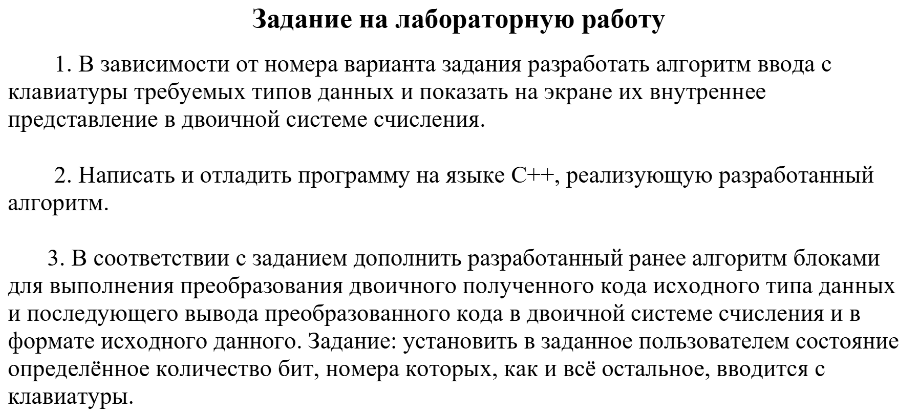 Задание на лабораторную работу
1. В зависимости от номера варианта задания разработать алгоритм ввода с
клавиатуры требуемых типов данных и показать на экране их внутреннее
представление в двоичной системе счисления.
2. Написать и отладить программу на языке C++, реализующую разработанный
алгоритм.
3. В соответствии с заданием дополнить разработанный ранее алгоритм блоками
для выполнения преобразования двоичного полученного кода исходного типа данных
и последующего вывода преобразованного кода в двоичной системе счисления и в
формате исходного данного. Задание: установить в заданное пользователем состояние
определённое количество бит, номера которых, как и всё остальное, вводится с
клавиатуры.